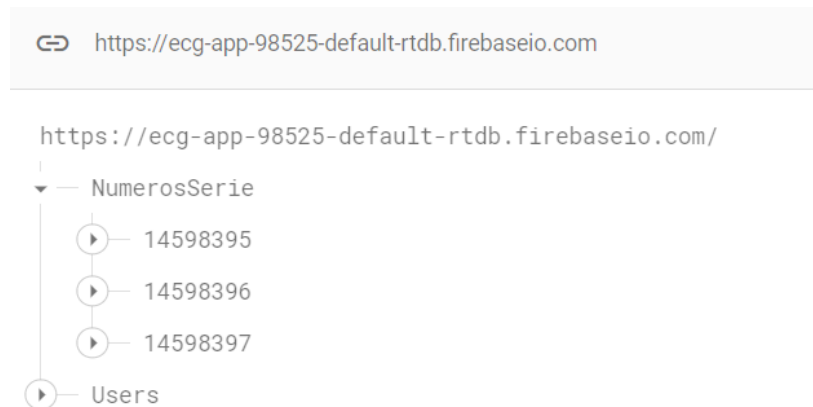 https://ecg-app-98525-default-rtdb.firebaseio.com
https://ecg-app-98525-default-rtdb.firebaseio.com/
NumerosSerie
14598395
14598396
14598397
Users